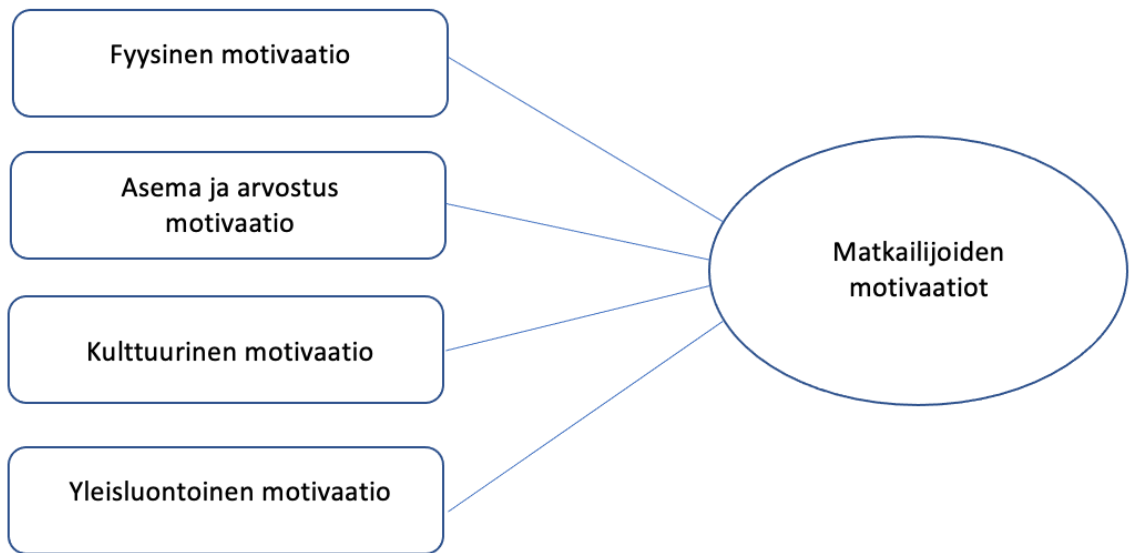 Fyysinen motivaatio
Asema ja arvostus
motivaatio
Kulttuurinen motivaatio
Yleisluontoinen motivaatio
Matkailijoiden
motivaatiot